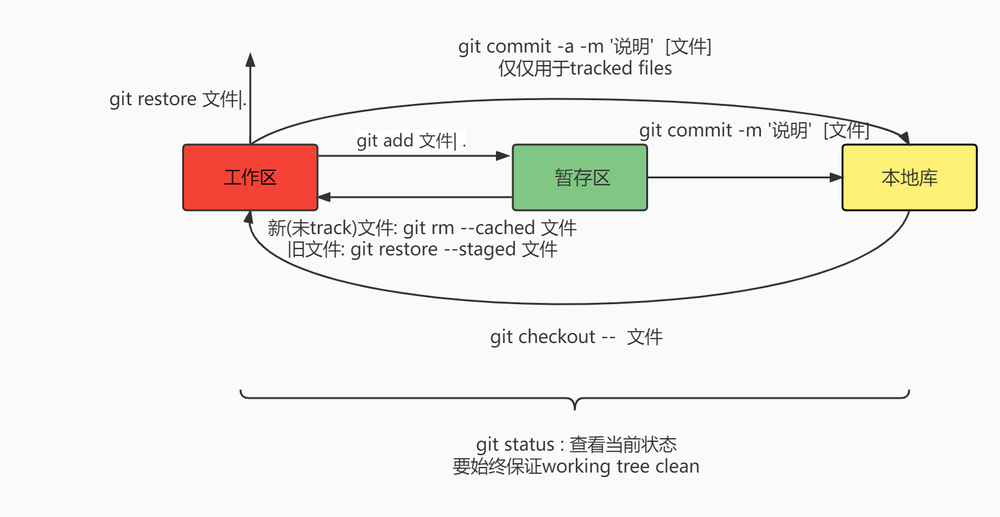 git commit -a -m '说明'  [文件]
仅仅用于tracked files
git restore 文件|.
git add 文件| .
git commit -m '说明'  [文件]
工作区
暂存区
本地库
新(未track)文件: git rm --cached 文件
旧文件: git restore --staged 文件
git checkout --  文件
git status : 查看当前状态
要始终保证working tree clean